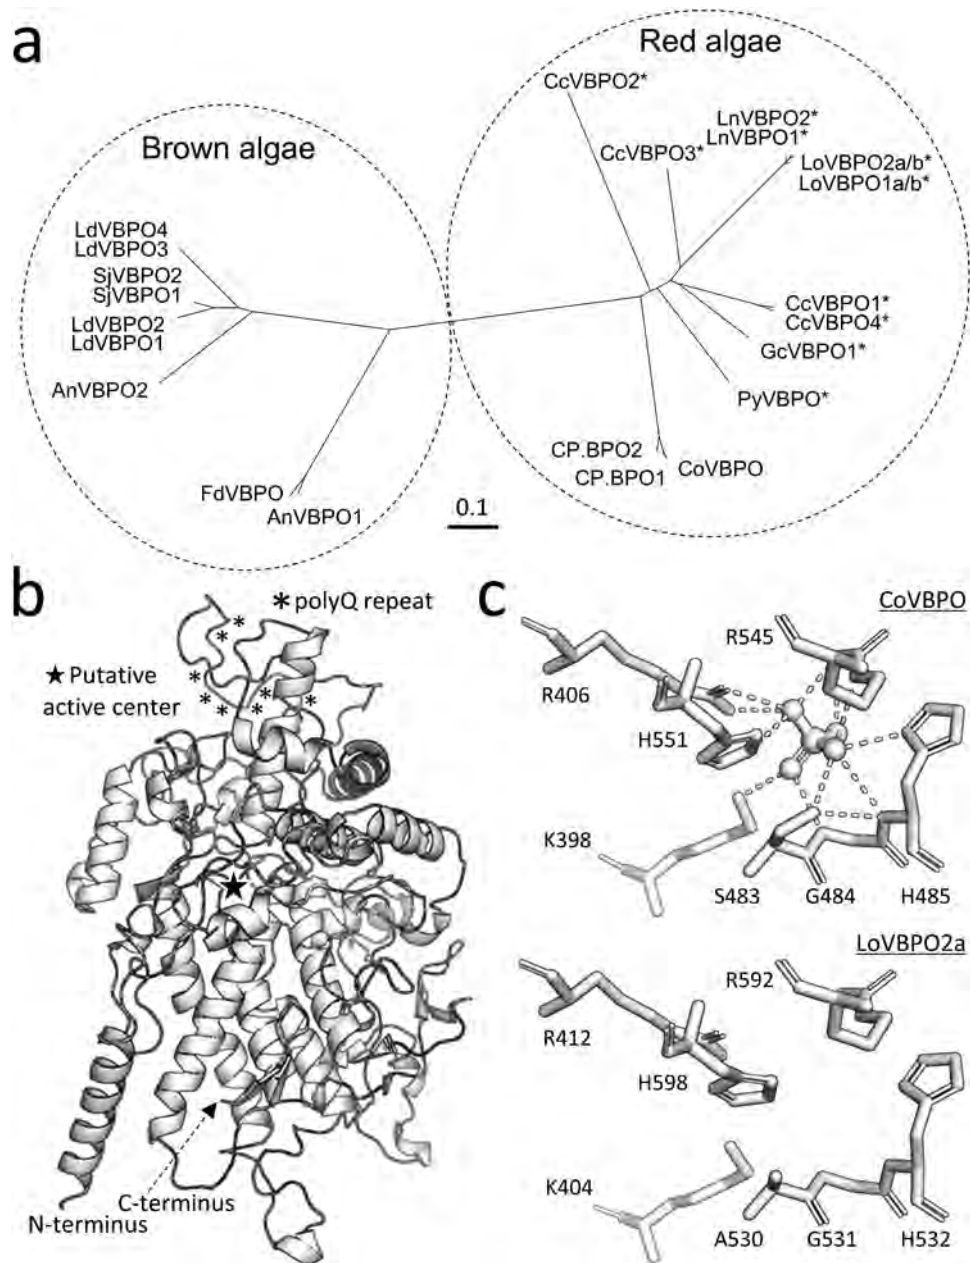 a
Brown algae
Red algae
CcVBPO2*
LnVBPO2*
LnVBPO1*
CcVBPO3*
LoVBPO2a/b*
LoVBPO1a/b*
LdVBPO4
LdVBPO3
SjVBPO2
SjVBPO1
LdVBPO2
LdVBPO1
AnVBPO2
CcVBPO1*
CcVBPO4*
GcVBPO1*
PyVBPO*
CP.BPO2
CP.BPO1
CoVBPO
FdVBPO
AnVBPO1
0.1
b
* polyQ repeat
★ Putative
active center
* *
*
* * * * *
★
C-terminus
N-terminus
c
CoVBPO
R545
R406
H551
K398
S483 G484 H485
LoVBPO2a
R592
R412
H598
K404
A530 G531 H532